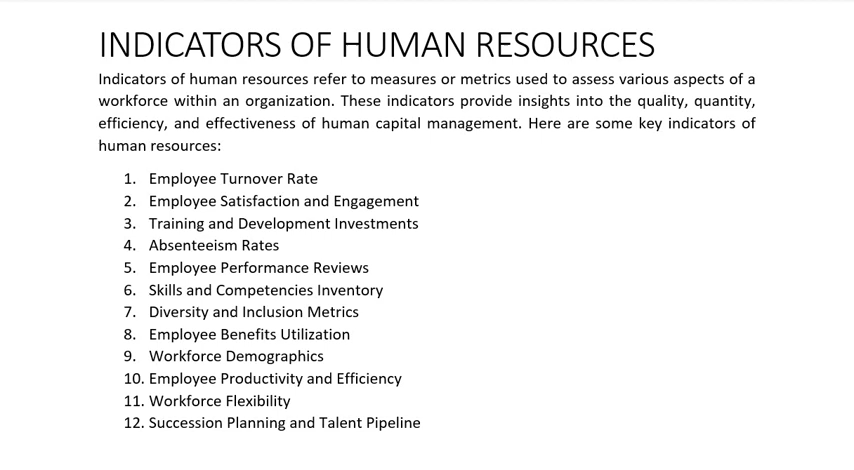 INDICATORS OF HUMAN RESOURCES
Indicators of human resources refer to measures or metrics used to assess various aspects of a
workforce within an organization. These indicators provide insights into the quality, quantity,
efficiency, and effectiveness of human capital management. Here are some key indicators of
human resources:
1. Employee Turnover Rate
2. Employee Satisfaction and Engagement
3. Training and Development Investments
4. Absenteeism Rates
5. Employee Performance Reviews
6. Skills and Competencies Inventory
7. Diversity and Inclusion Metrics
8. Employee Benefits Utilization
9. Workforce Demographics
10. Employee Productivity and Efficiency
11. Workforce Flexibility
12. Succession Planning and Talent Pipeline